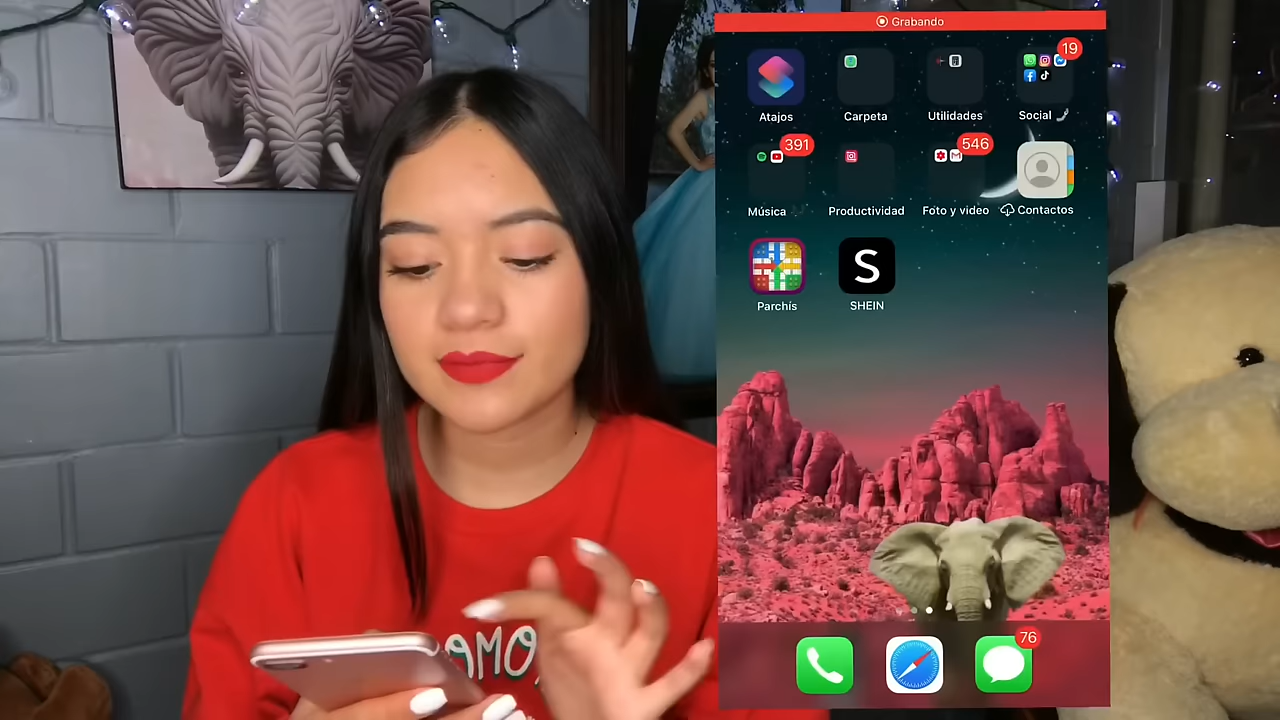 Grabando
19
Atajos
Carpeta
Utilidades
Social
391
546
Música
Productividad
Foto y video
Contactos
S
Parchís
SHEIN
76